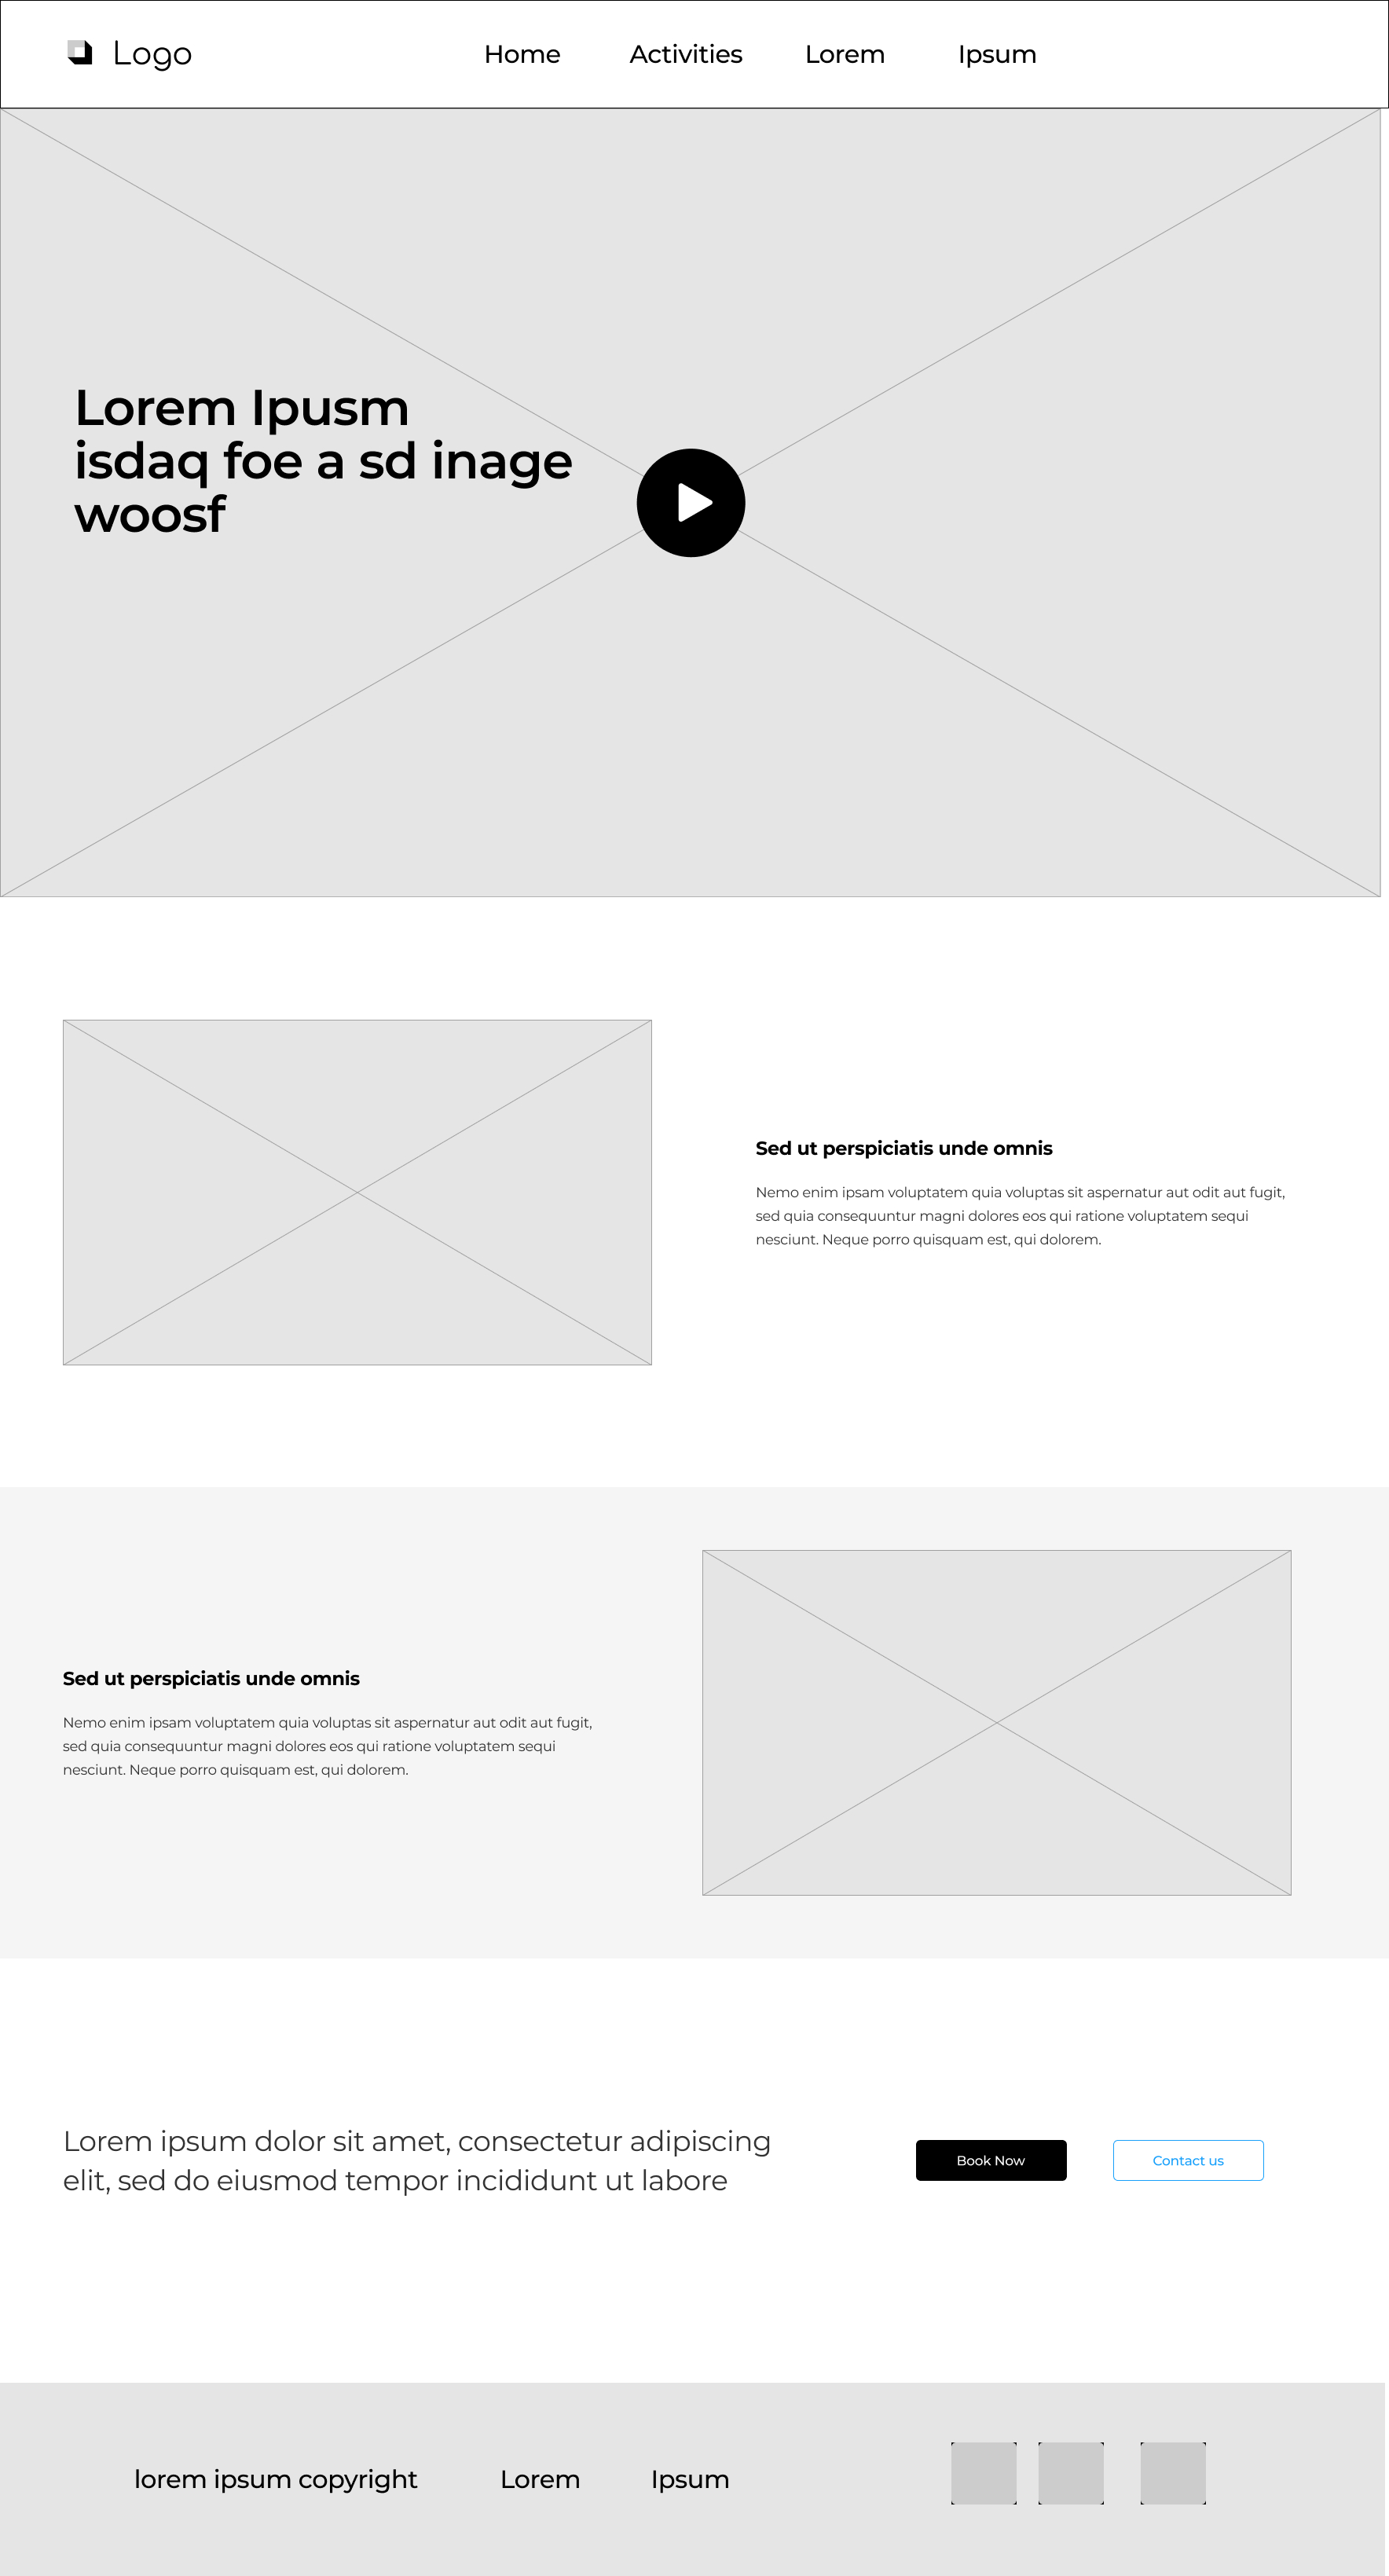 Logo
Home Activities Lorem Ipsum
Lorem Ipusm
isdaq foe a sd inage
woosf
Sed ut perspiciatis unde omnis
Nemo enim ipsam voluptatem quia voluptas sit aspernatur aut odit aut fugit,
sed quia consequuntur magni dolores eos qui ratione voluptatem sequi
nesciunt. Neque porro quisquam est, qui dolorem.
Sed ut perspiciatis unde omnis
Nemo enim ipsam voluptatem quia voluptas sit aspernatur aut odit aut fugit,
sed quia consequuntur magni dolores eos qui ratione voluptatem sequi
nesciunt. Neque porro quisquam est, qui dolorem.
Lorem ipsum dolor sit amet, consectetur adipiscing
elit, sed do eiusmod tempor incididunt ut labore
Book Now
Contact us
lorem ipsum copyright Lorem Ipsum